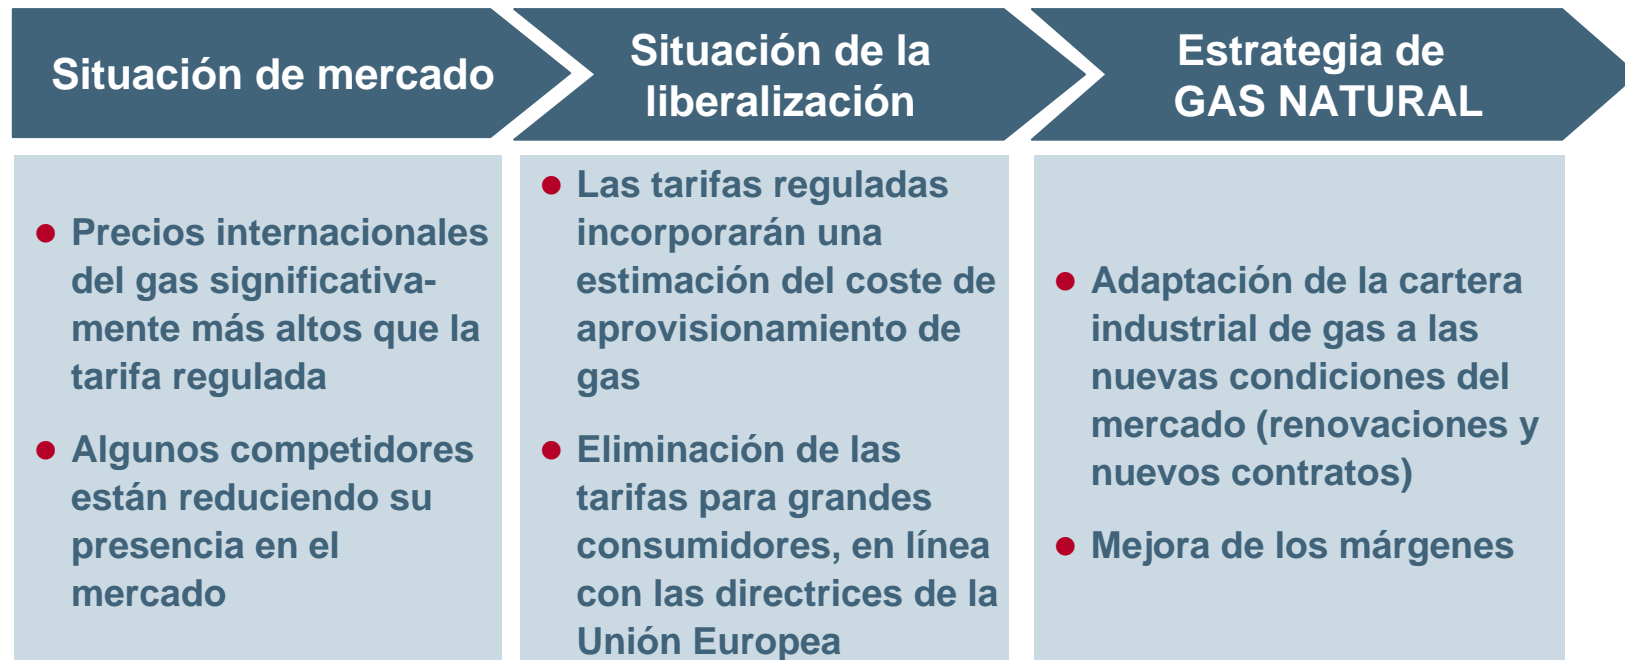 Situación de mercado
Situación de la
liberalización
Estrategia de
GAS NATURAL
● Precios internacionales
del gas significativa-
mente más altos que la
tarifa regulada
● Algunos competidores
están reduciendo su
presencia en el
mercado
● Las tarifas reguladas
incorporarán una
estimación del coste de
aprovisionamiento de
gas
● Eliminación de las
tarifas para grandes
consumidores, en línea
con las directrices de la
Unión Europea
● Adaptación de la cartera
industrial de gas a las
nuevas condiciones del
mercado (renovaciones y
nuevos contratos)
● Mejora de los márgenes